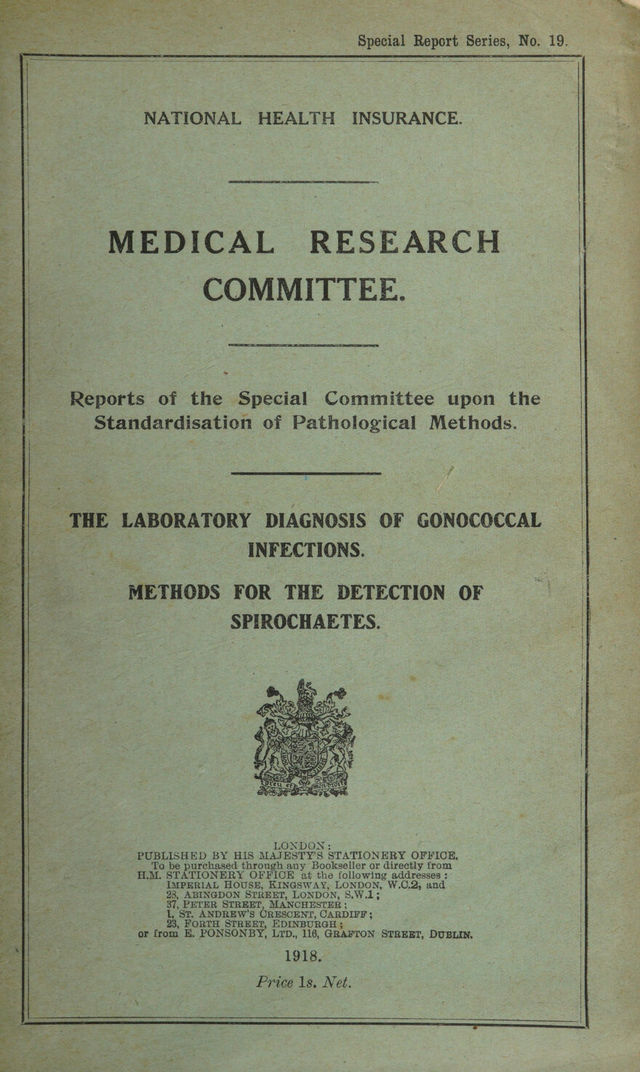 Special Report Series, No. 19.
NATIONAL HEALTH INSURANCE.
MEDICAL RESEARCH
COMMITTEE.
Reports of the Special Committee upon the
Standardisation of Pathological Methods.
THE LABORATORY DIAGNOSIS OF GONOCOCCAL
INFECTIONS.
METHODS FOR THE DETECTION OF
SPIROCHAETES.
LONDON:
PUBLISHED BY HIS MAJESTY'S STATIONERY OFFICE.
To be purchased through any Bookseller or directly from
H.M. STATIONERY OFFICE at the following addresses:
IMPERIAL HOUSE, KINGSWAY, LONDON, W.C.2, and
28, ABINGDON STREET, LONDON, S.W.1;
37, PETER STREET, MANCHESTER;
1, ST. ANDREW'S CRESCENT, CARDIFF;
23, FORTH STREET, EDINBURGH;
or from E. PONSONBY, LTD., 116, GRAFTON STREET, DUBLIN.
1918.
Price 1s. Net.